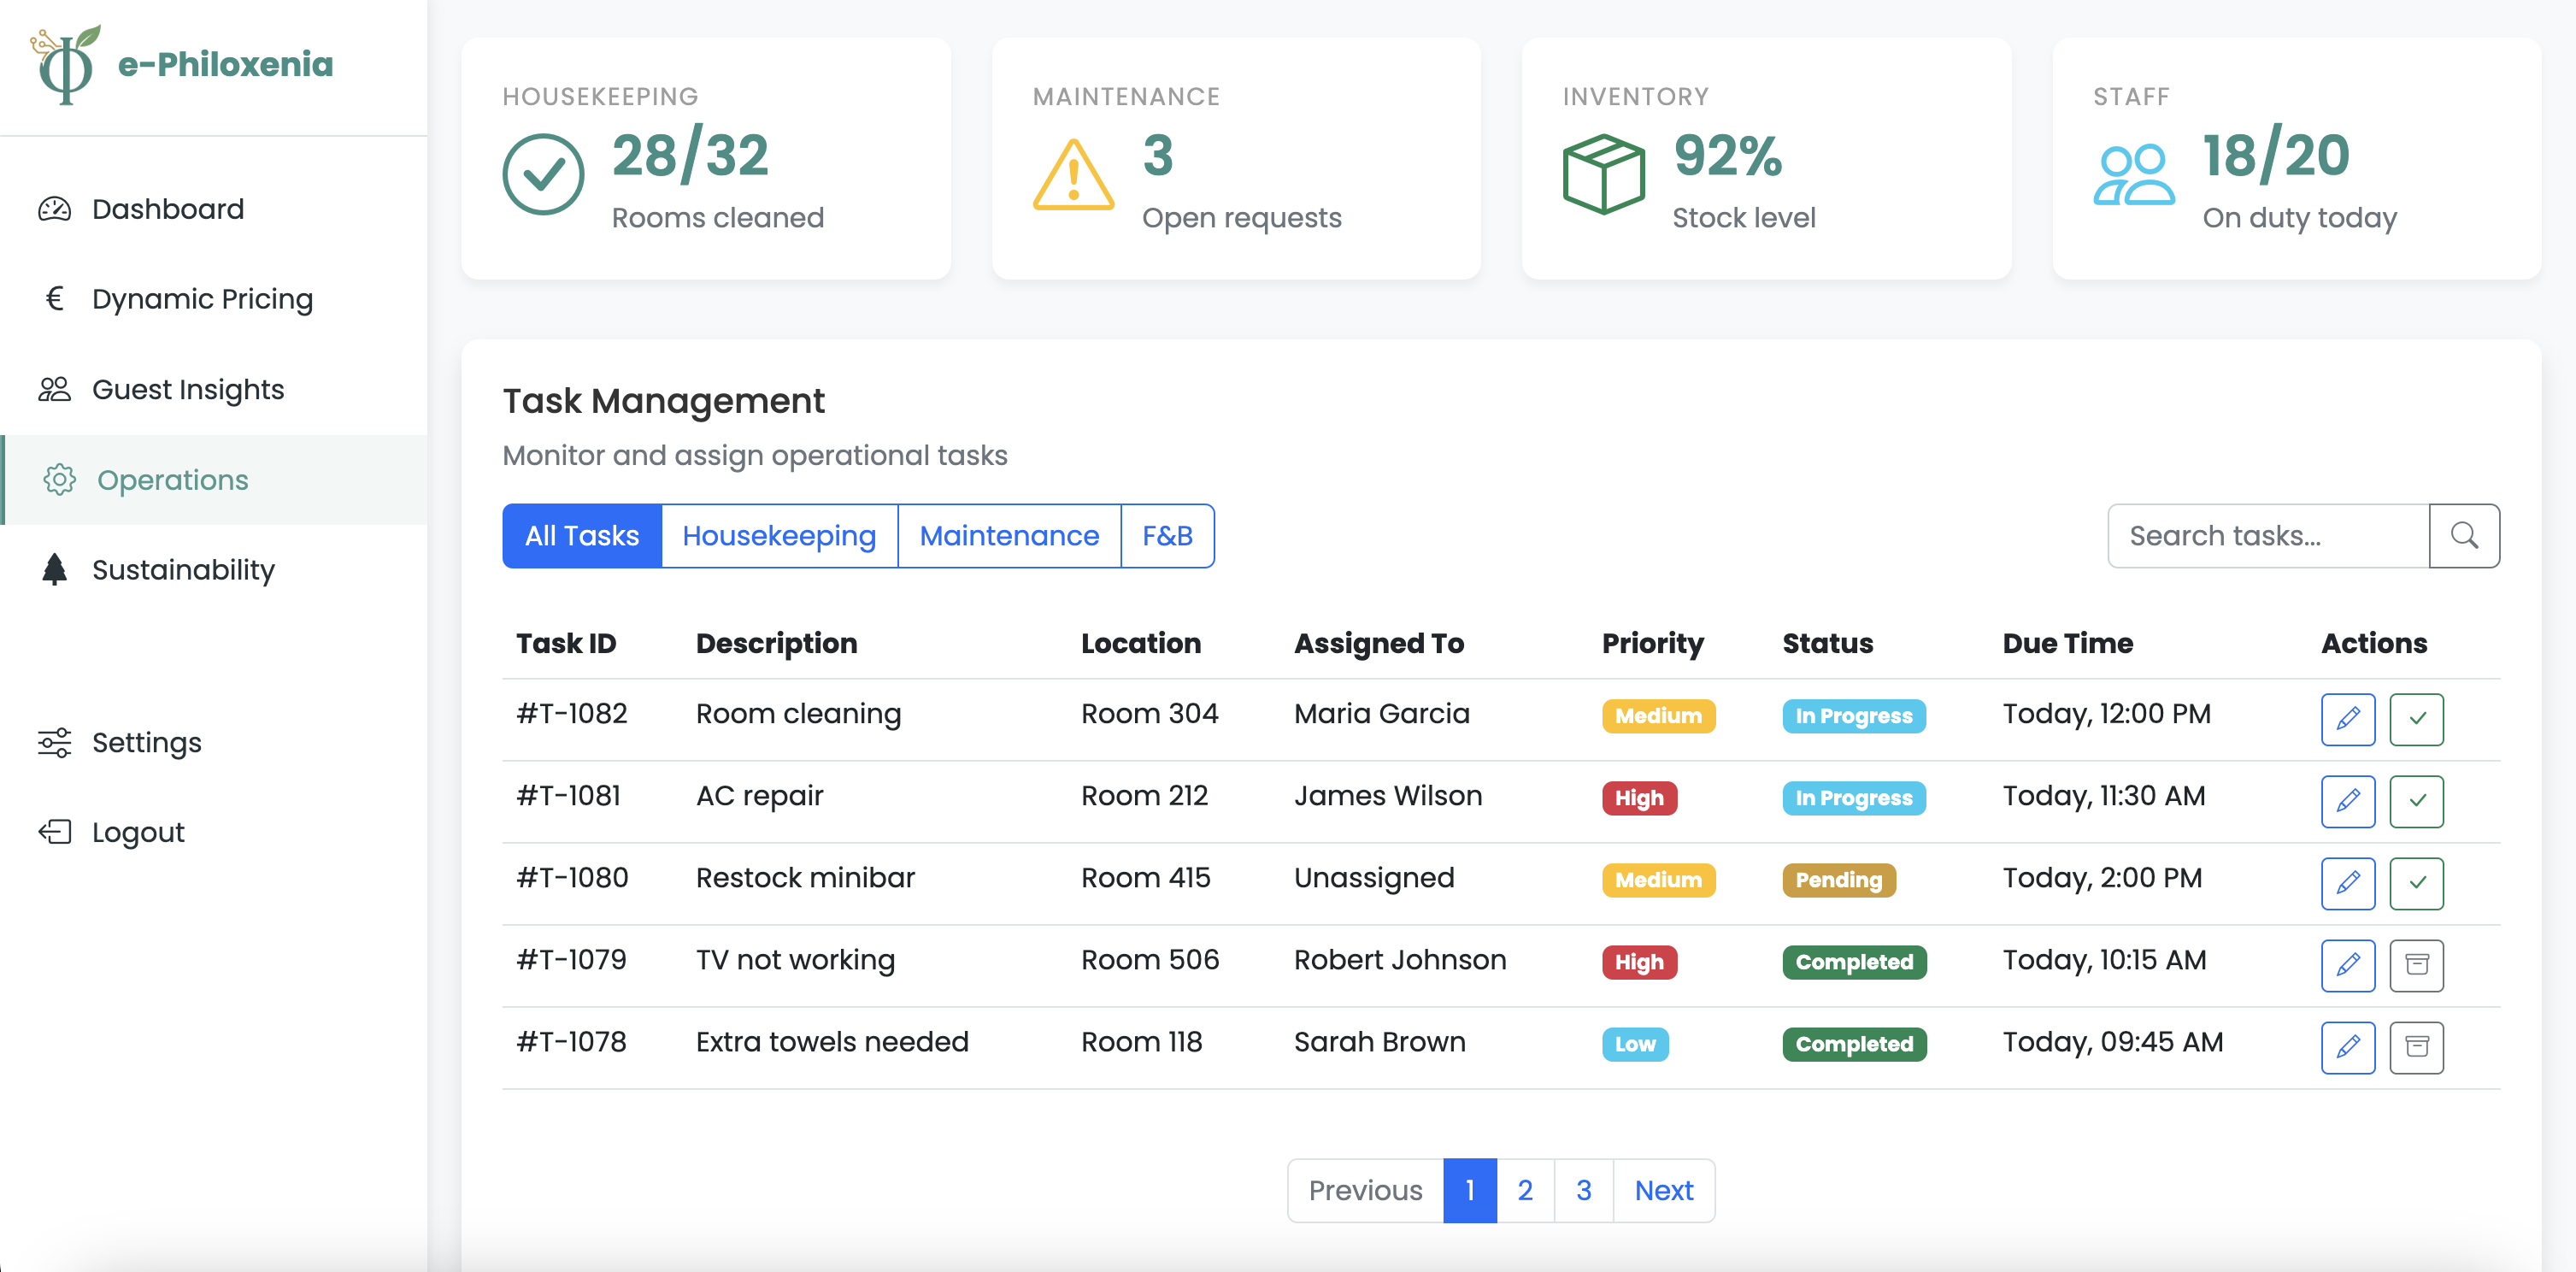 e-Philoxenia
Dashboard
€ Dynamic Pricing
Guest Insights
Operations
Sustainability
Settings
Logout
HOUSEKEEPING
28/32
Rooms cleaned
MAINTENANCE
3
Open requests
INVENTORY
92%
Stock level
STAFF
18/20
On duty today
Task Management
Monitor and assign operational tasks
All Tasks Housekeeping Maintenance F&B
Search tasks...
Task ID Description Location Assigned To Priority Status Due Time Actions
#T-1082 Room cleaning Room 304 Maria Garcia Medium In Progress Today, 12:00 PM
#T-1081 AC repair Room 212 James Wilson High In Progress Today, 11:30 AM
#T-1080 Restock minibar Room 415 Unassigned Medium Pending Today, 2:00 PM
#T-1079 TV not working Room 506 Robert Johnson High Completed Today, 10:15 AM
#T-1078 Extra towels needed Room 118 Sarah Brown Low Completed Today, 09:45 AM
Previous 1 2 3 Next